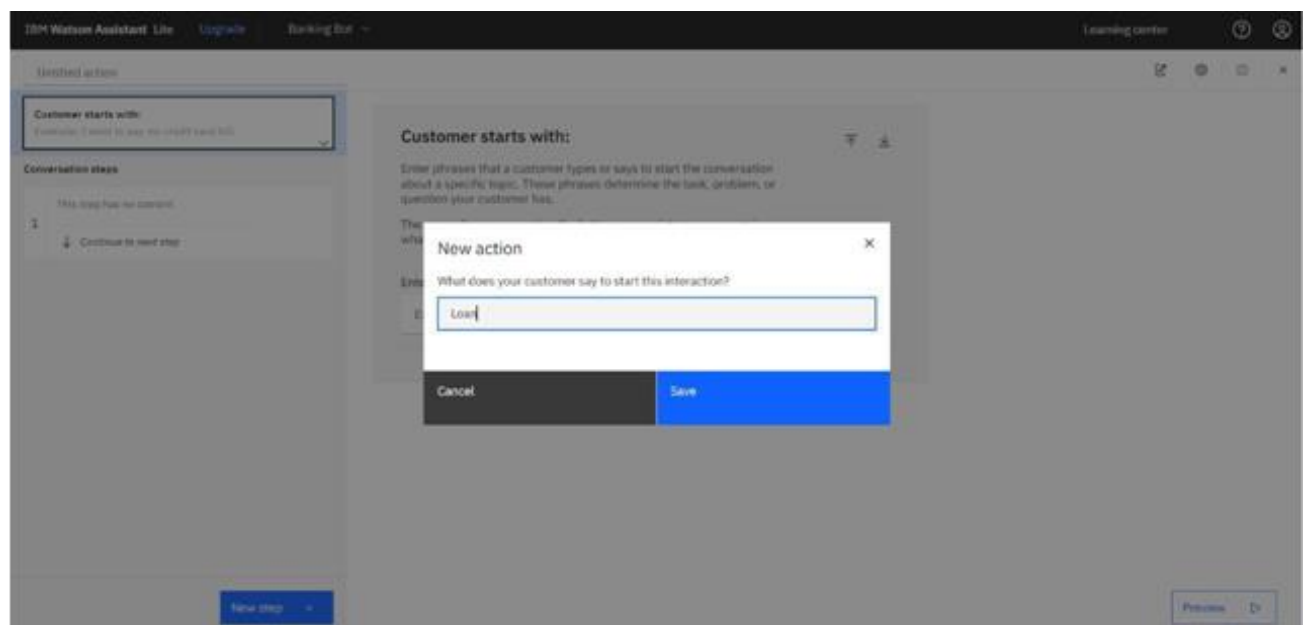 IBM Watson Assistant Lite Upgrade Banking Bot
Learning center
Untitled action
Customer starts with:
Example: I want to pay my credit card bill
Conversation steps
This step has no content
1
Continue to next step
New step +
Customer starts with:
Enter phrases that a customer types or says to start the conversation
about a specific topic. These phrases determine the task, problem, or
question your customer has.
The
what
Ente
New action
What does your customer say to start this interaction?
Loan
Cancel
Save
Preview